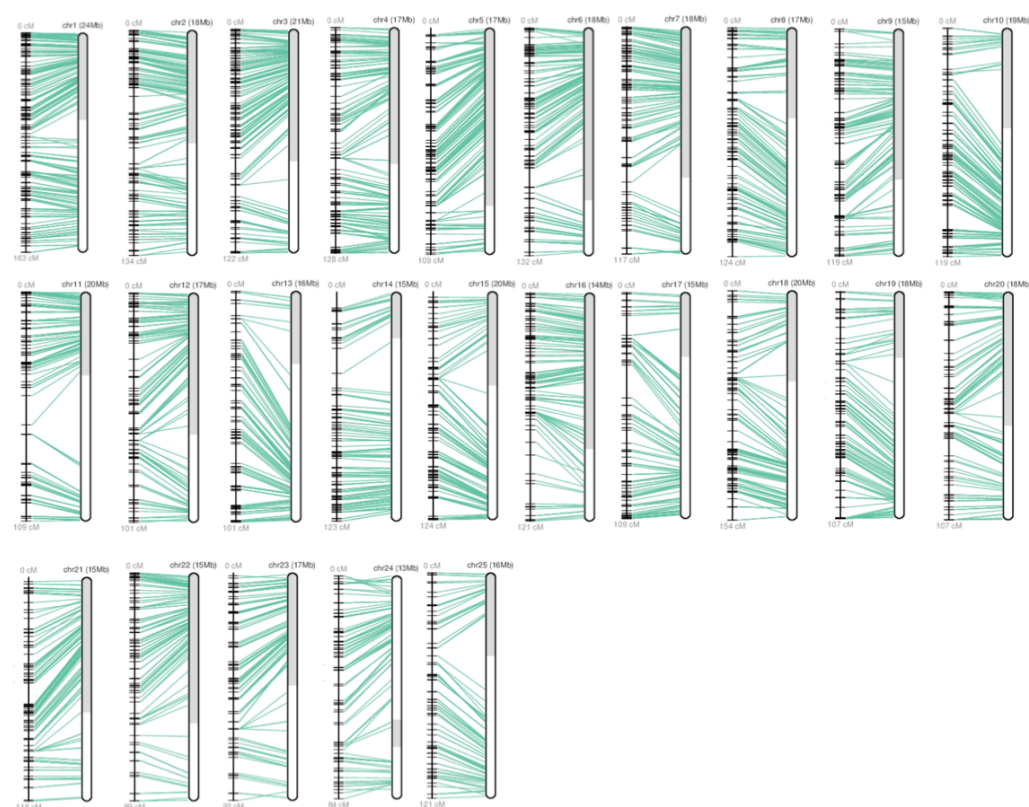 0 cM chr1 (24Mb) 0 cM chr2 (18Mb) 0 cM chr3 (21Mb) 0 cM chr4 (17Mb) 0 cM chr5 (17Mb) 0 cM chr6 (18Mb) 0 cM chr7 (18Mb) 0 cM chr8 (17Mb) 0 cM chr9 (15Mb) 0 cM chr10 (19Mb)
163 cM 134 cM 122 cM 128 cM 109 cM 132 cM 117 cM 124 cM 119 cM 119 cM
0 cM chr11 (20Mb) 0 cM chr12 (17Mb) 0 cM chr13 (16Mb) 0 cM chr14 (15Mb) 0 cM chr15 (20Mb) 0 cM chr16 (14Mb) 0 cM chr17 (15Mb) 0 cM chr18 (20Mb) 0 cM chr19 (18Mb) 0 cM chr20 (18Mb)
109 cM 101 cM 101 cM 123 cM 124 cM 121 cM 109 cM 154 cM 107 cM 107 cM
0 cM chr21 (15Mb) 0 cM chr22 (15Mb) 0 cM chr23 (17Mb) 0 cM chr24 (13Mb) 0 cM chr25 (16Mb)
cM cM cM 84 cM 121 cM